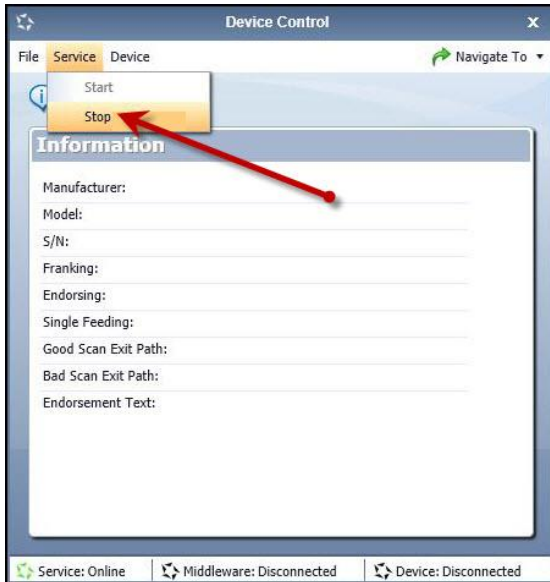 Device Control
x
File Service Device Navigate To
Start
Stop
Information
Manufacturer:
Model:
S/N:
Franking:
Endorsing:
Single Feeding:
Good Scan Exit Path:
Bad Scan Exit Path:
Endorsement Text:
Service: Online Middleware: Disconnected Device: Disconnected